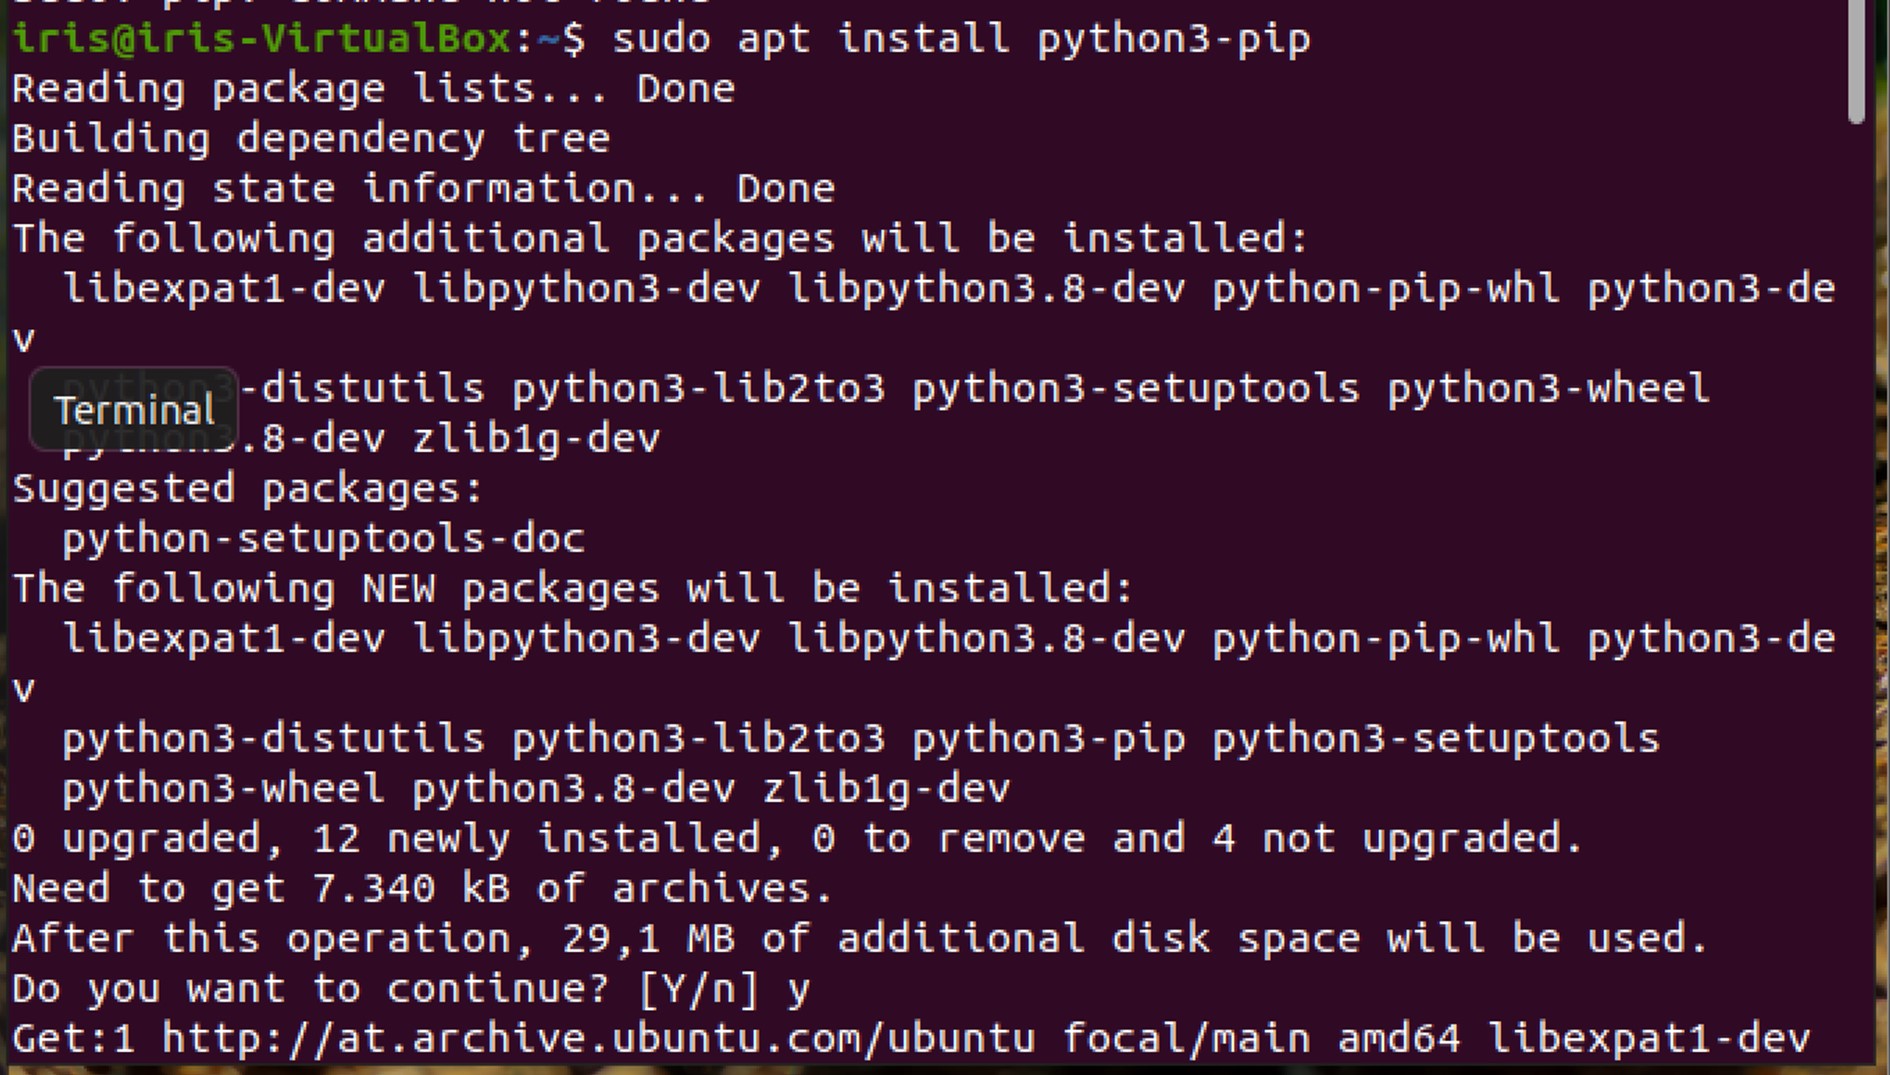 iris@iris-VirtualBox:~$ sudo apt install python3-pip
Reading package lists... Done
Building dependency tree
Reading state information... Done
The following additional packages will be installed:
  libexpat1-dev libpython3-dev libpython3.8-dev python-pip-whl python3-de
v
  python3-distutils python3-lib2to3 python3-setuptools python3-wheel
Terminal
  python3.8-dev zlib1g-dev
Suggested packages:
  python-setuptools-doc
The following NEW packages will be installed:
  libexpat1-dev libpython3-dev libpython3.8-dev python-pip-whl python3-de
v
  python3-distutils python3-lib2to3 python3-pip python3-setuptools
  python3-wheel python3.8-dev zlib1g-dev
0 upgraded, 12 newly installed, 0 to remove and 4 not upgraded.
Need to get 7.340 kB of archives.
After this operation, 29,1 MB of additional disk space will be used.
Do you want to continue? [Y/n] y
Get:1 http://at.archive.ubuntu.com/ubuntu focal/main amd64 libexpat1-dev